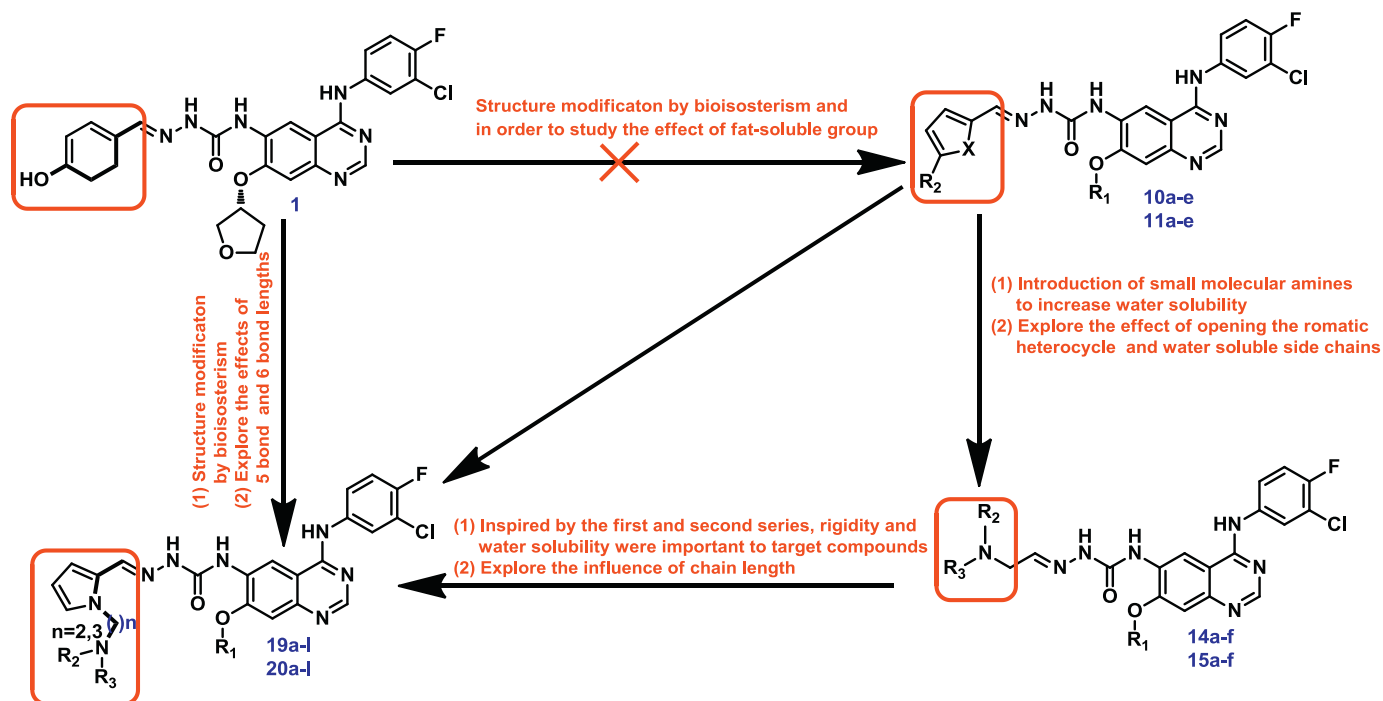 F
Cl
HN
N
N
H
N
H
N
N
O
O
O
HO
1
Structure modificaton by bioisosterism and
in order to study the effect of fat-soluble group
F
Cl
HN
N
N
H
N
H
N
N
O
O
R1
X
R2
10a-e
11a-e
(1) Structure modificaton
by bioisosterism
(2) Explore the effects of
5 bond and 6 bond lengths
(1) Introduction of small molecular amines
to increase water solubility
(2) Explore the effect of opening the romatic
heterocycle and water soluble side chains
F
Cl
HN
N
N
H
N
H
N
N
O
O
R1
N
n=2,3
()n
N
R2
R3
19a-l
20a-l
(1) Inspired by the first and second series, rigidity and
water solubility were important to target compounds
(2) Explore the influence of chain length
F
Cl
HN
N
N
H
N
H
N
N
O
O
R1
R2
N
R3
14a-f
15a-f